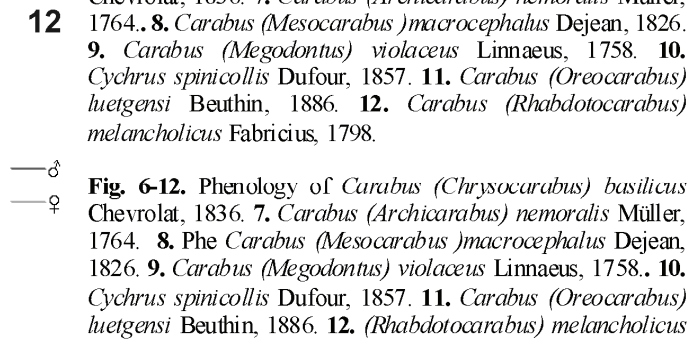 12
1764.. 8. Carabus (Mesocarabus )macrocephalus Dejean, 1826.
9. Carabus (Megodontus) violaceus Linnaeus, 1758. 10.
Cychrus spinicollis Dufour, 1857. 11. Carabus (Oreocarabus)
luetgensi Beuthin, 1886. 12. Carabus (Rhabdotocarabus)
melancholicus Fabricius, 1798.
♂
♀
Fig. 6-12. Phenology of Carabus (Chrysocarabus) basilicus
Chevrolat, 1836. 7. Carabus (Archicarabus) nemoralis Müller,
1764. 8. Phe Carabus (Mesocarabus )macrocephalus Dejean,
1826. 9. Carabus (Megodontus) violaceus Linnaeus, 1758.. 10.
Cychrus spinicollis Dufour, 1857. 11. Carabus (Oreocarabus)
luetgensi Beuthin, 1886. 12. (Rhabdotocarabus) melancholicus